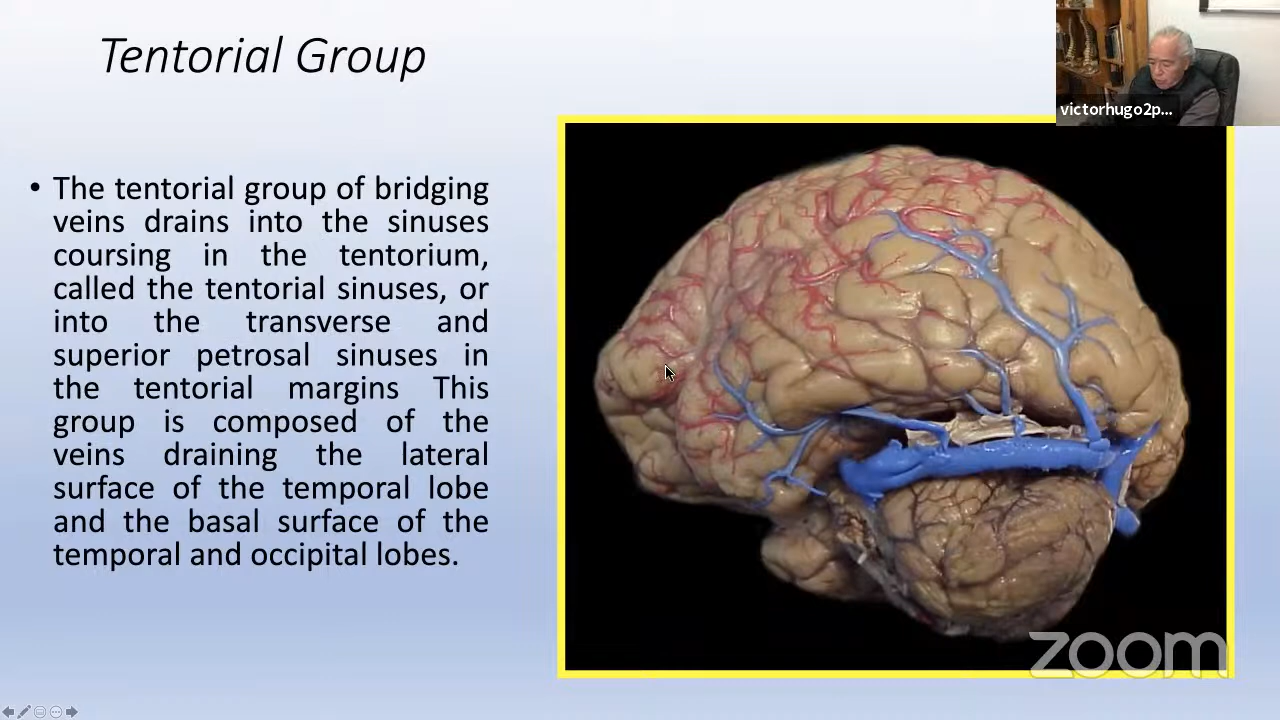 Tentorial Group
victorhugo2p...
• The tentorial group of bridging
veins drains into the sinuses
coursing in the tentorium,
called the tentorial sinuses, or
into the transverse and
superior petrosal sinuses in
the tentorial margins This
group is composed of the
veins draining the lateral
surface of the temporal lobe
and the basal surface of the
temporal and occipital lobes.
zoom